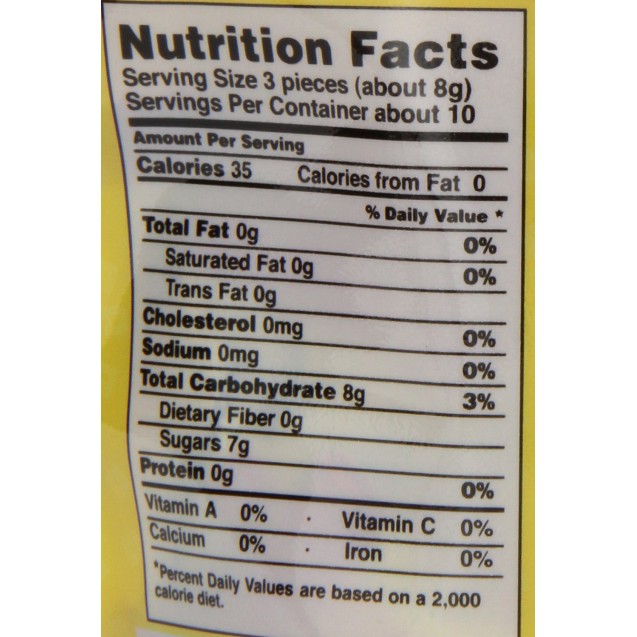 Nutrition Facts
Serving Size 3 pieces (about 8g)
Servings Per Container about 10
Amount Per Serving
Calories 35 Calories from Fat 0
% Daily Value *
Total Fat 0g 0%
Saturated Fat 0g 0%
Trans Fat 0g
Cholesterol 0mg 0%
Sodium 0mg 0%
Total Carbohydrate 8g 3%
Dietary Fiber 0g
Sugars 7g
Protein 0g 0%
Vitamin A 0% · Vitamin C 0%
Calcium 0% · Iron 0%
*Percent Daily Values are based on a 2,000
calorie diet.